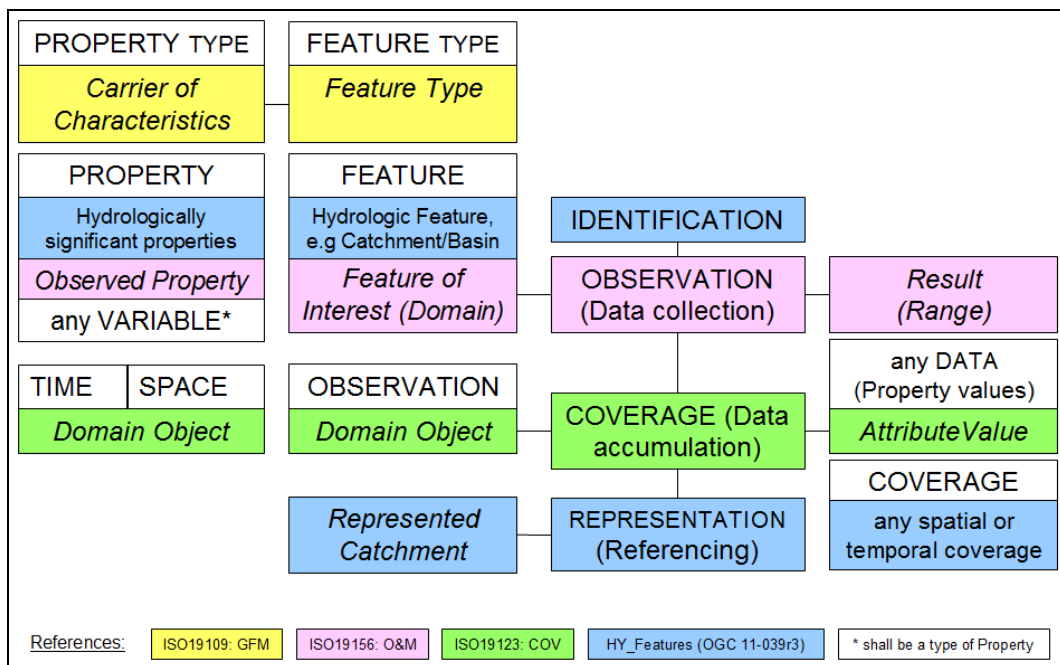 PROPERTY TYPE
Carrier of
Characteristics
FEATURE TYPE
Feature Type
PROPERTY
Hydrologically
significant properties
Observed Property
any VARIABLE*
FEATURE
Hydrologic Feature,
e.g Catchment/Basin
Feature of
Interest (Domain)
IDENTIFICATION
OBSERVATION
(Data collection)
Result
(Range)
TIME
SPACE
Domain Object
OBSERVATION
Domain Object
COVERAGE (Data
accumulation)
any DATA
(Property values)
AttributeValue
Represented
Catchment
REPRESENTATION
(Referencing)
COVERAGE
any spatial or
temporal coverage
References:
ISO19109: GFM
ISO19156: O&M
ISO19123: COV
HY_Features (OGC 11-039r3)
* shall be a type of Property